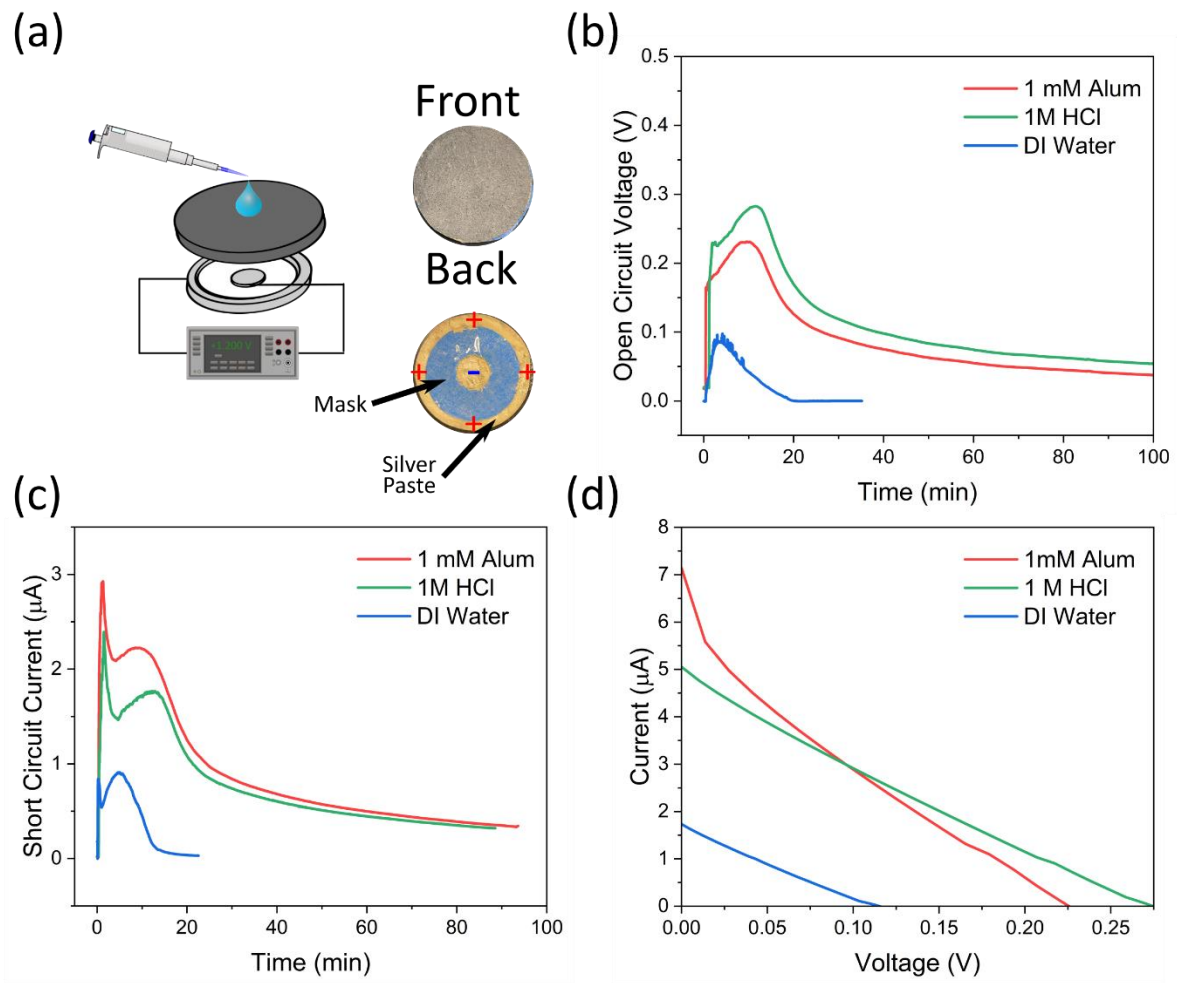 (a)
Front
+1.200 V
Back
+
+
-
+
+
Mask
Silver
Paste
(b)
0.5
0.4
0.3
0.2
0.1
0.0
Open Circuit Voltage (V)
1 mM Alum
1M HCl
DI Water
0
20
40
60
80
100
Time (min)
(c)
3
2
1
0
Short Circuit Current (μA)
1 mM Alum
1M HCl
DI Water
0
20
40
60
80
100
Time (min)
(d)
8
7
6
5
4
3
2
1
0
Current (μA)
1mM Alum
1 M HCl
DI Water
0.00
0.05
0.10
0.15
0.20
0.25
Voltage (V)